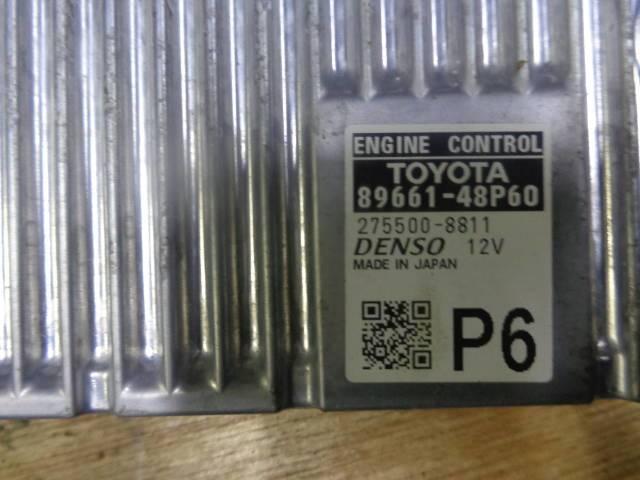 ENGINE CONTROL
TOYOTA
89661-48P60
275500-8811
DENSO 12V
MADE IN JAPAN
P6